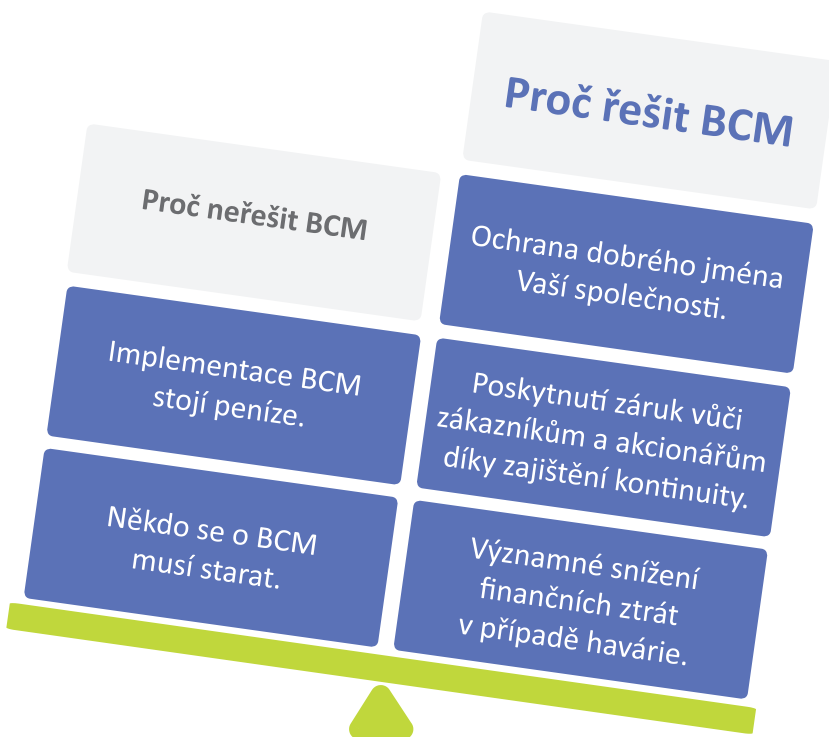 Proč neřešit BCM
Implementace BCM
stojí peníze.
Někdo se o BCM
musí starat.
Proč řešit BCM
Ochrana dobrého jména
Vaší společnosti.
Poskytnutí záruk vůči
zákazníkům a akcionářům
díky zajištění kontinuity.
Významné snížení
finančních ztrát
v případě havárie.